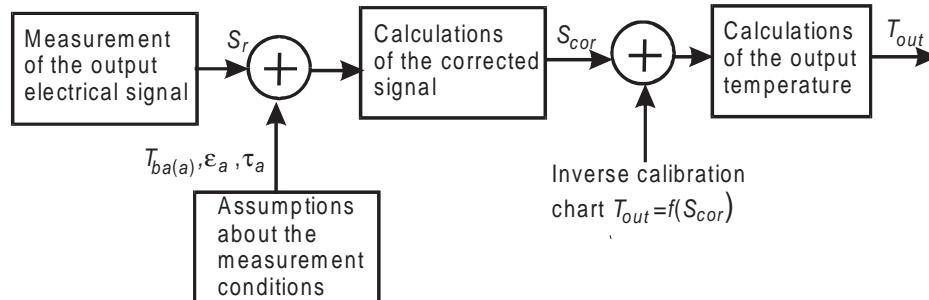 Measurement
of the output
electrical signal
S_r
+
Calculations
of the corrected
signal
S_cor
+
Calculations
of the output
temperature
T_out
T_ba(a),ε_a,τ_a
Assumptions
about the
measurement
conditions
Inverse calibration
chart T_out=f(S_cor)